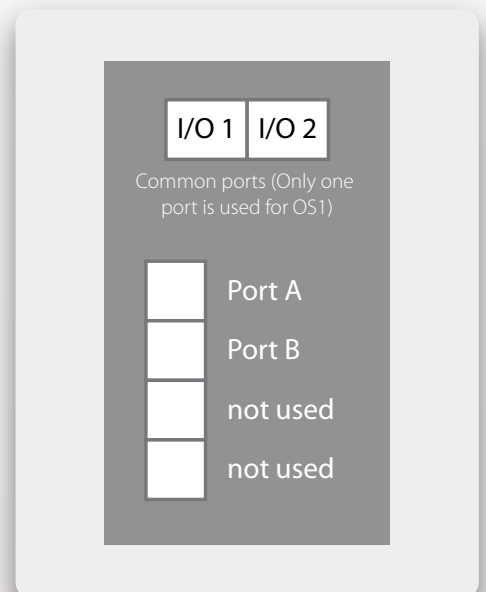 I/O 1 I/O 2
Common ports (Only one
port is used for OS1)
Port A
Port B
not used
not used